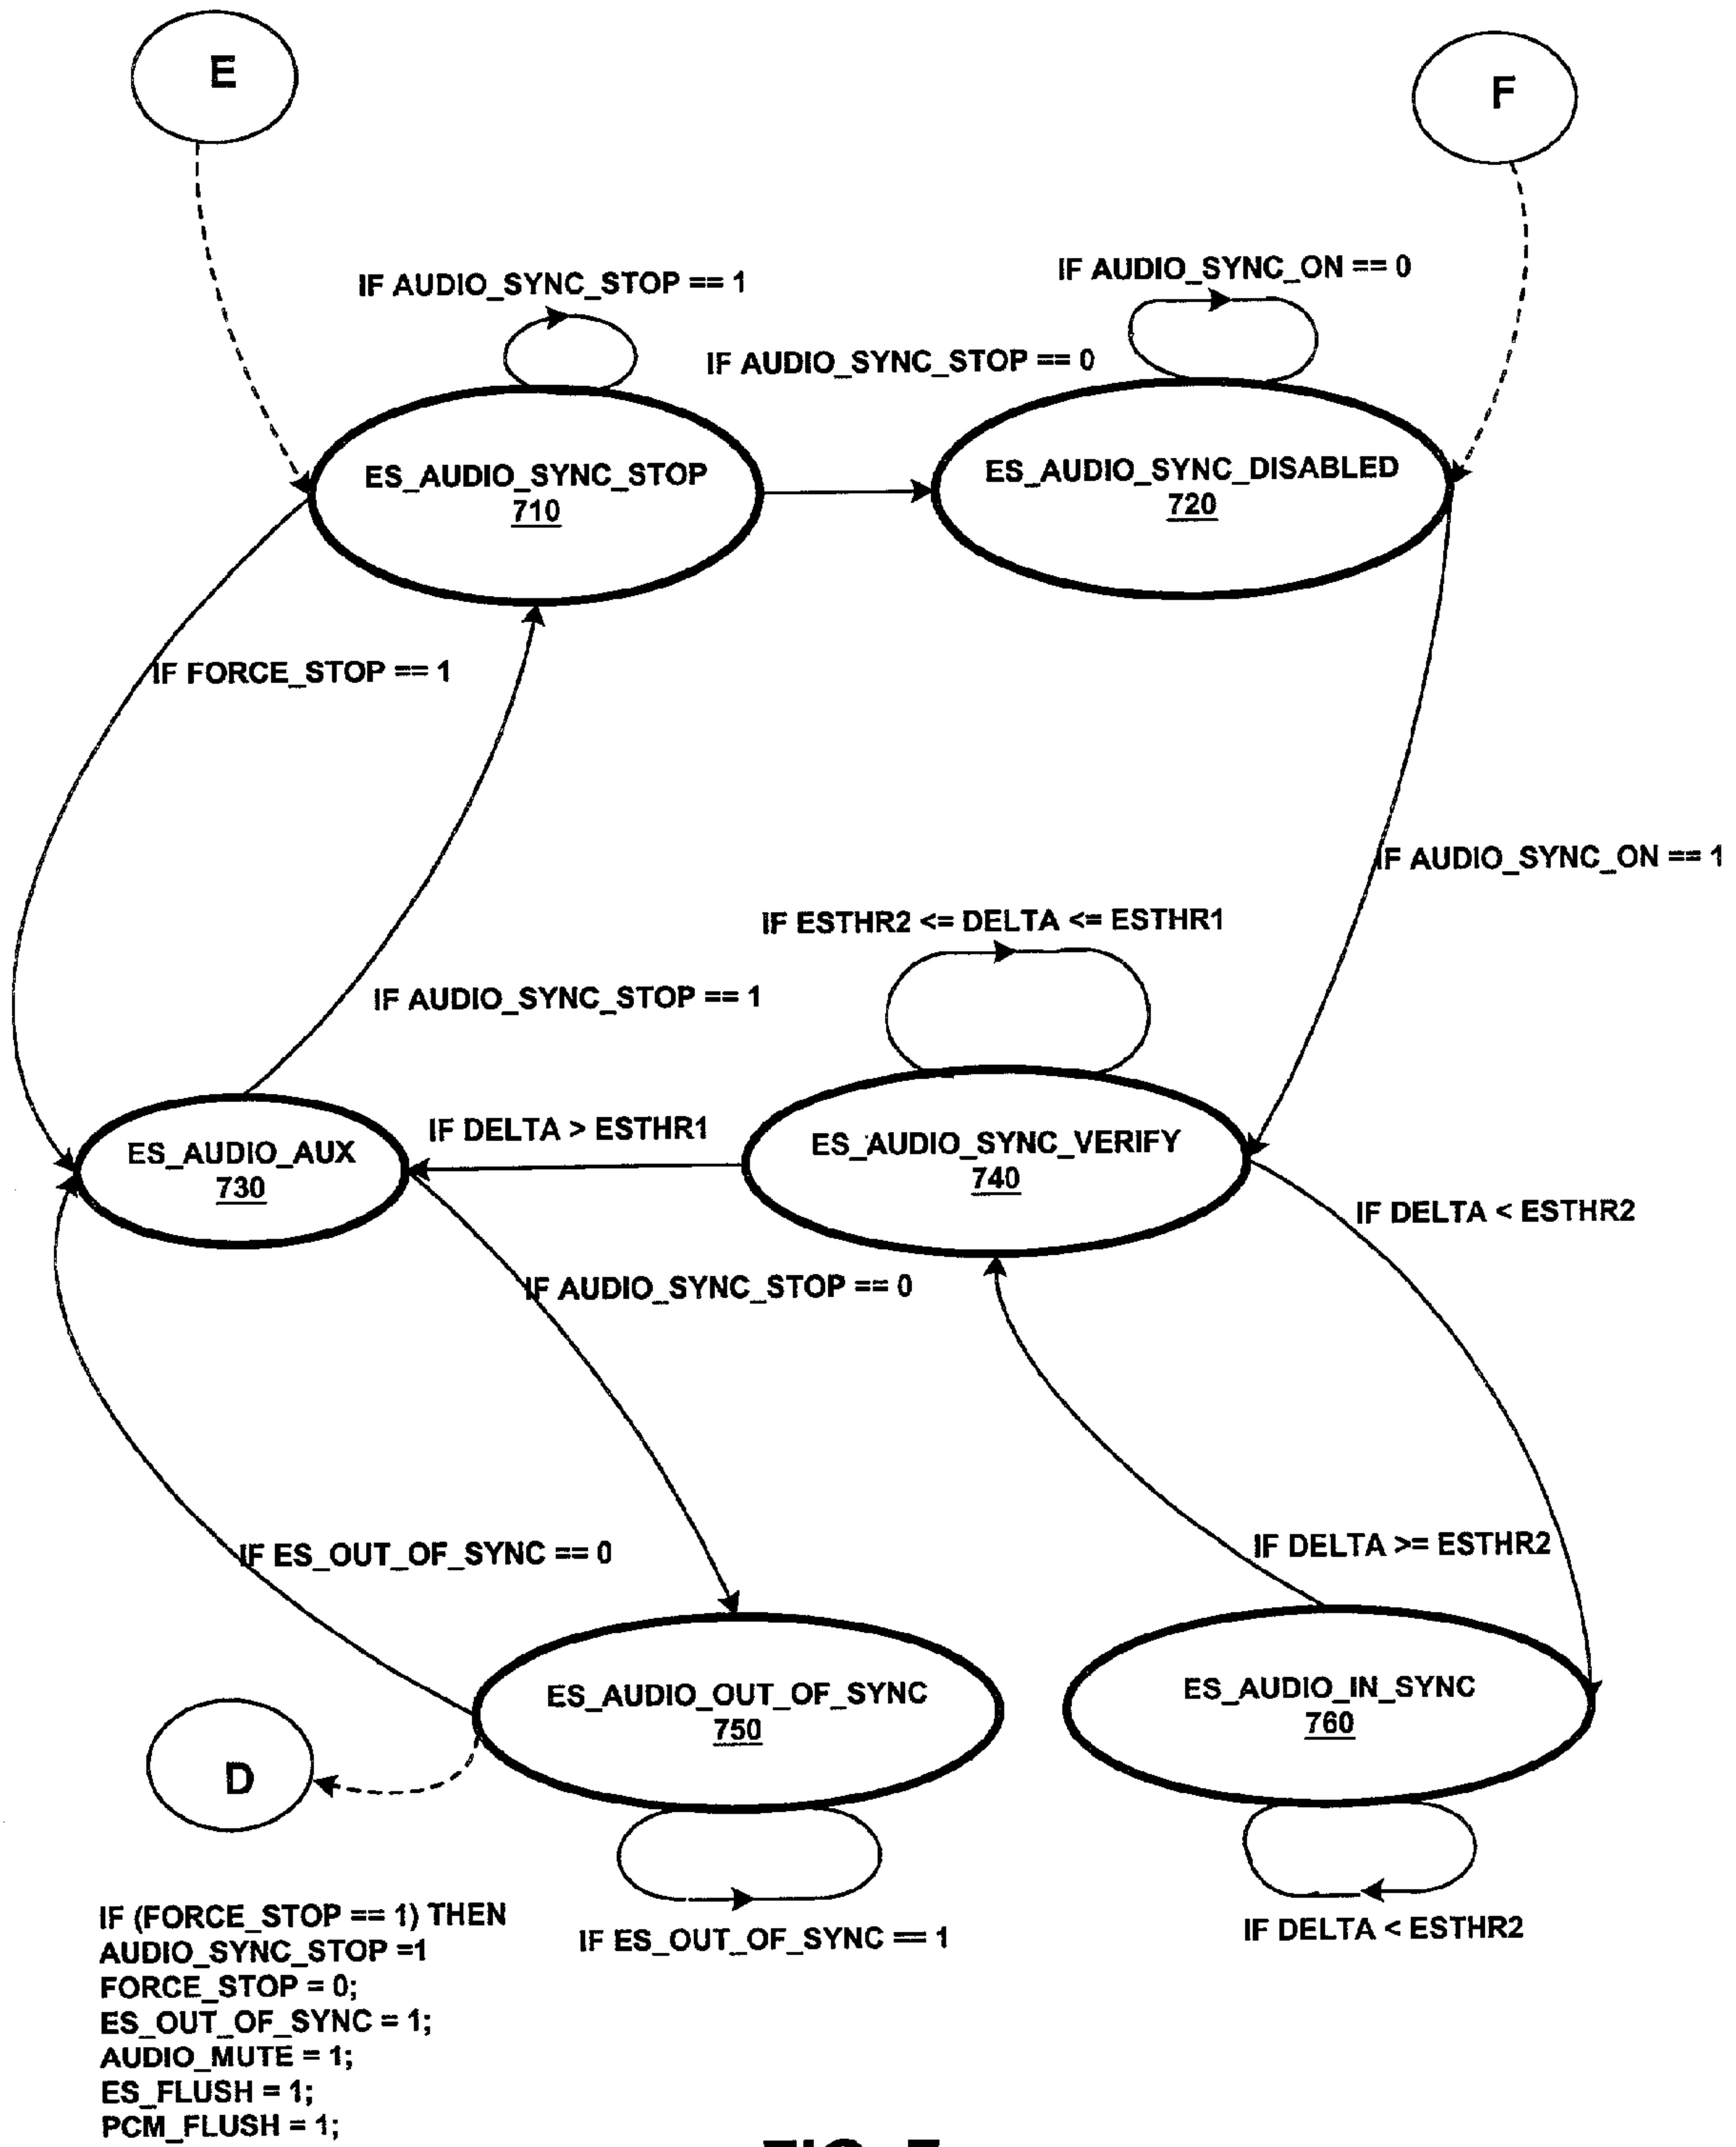 E
F
IF AUDIO_SYNC_STOP == 1
IF AUDIO_SYNC_ON == 0
IF AUDIO_SYNC_STOP == 0
ES_AUDIO_SYNC_STOP
710
ES_AUDIO_SYNC_DISABLED
720
IF FORCE_STOP == 1
IF AUDIO_SYNC_ON == 1
IF ESTHR2 <= DELTA <= ESTHR1
IF AUDIO_SYNC_STOP == 1
IF DELTA > ESTHR1
ES_AUDIO_AUX
730
ES_AUDIO_SYNC_VERIFY
740
IF DELTA < ESTHR2
IF AUDIO_SYNC_STOP == 0
IF DELTA >= ESTHR2
IF ES_OUT_OF_SYNC == 0
ES_AUDIO_OUT_OF_SYNC
750
ES_AUDIO_IN_SYNC
760
D
IF (FORCE_STOP == 1) THEN
AUDIO_SYNC_STOP =1
FORCE_STOP = 0;
ES_OUT_OF_SYNC = 1;
AUDIO_MUTE = 1;
ES_FLUSH = 1;
PCM_FLUSH = 1;
IF ES_OUT_OF_SYNC == 1
IF DELTA < ESTHR2